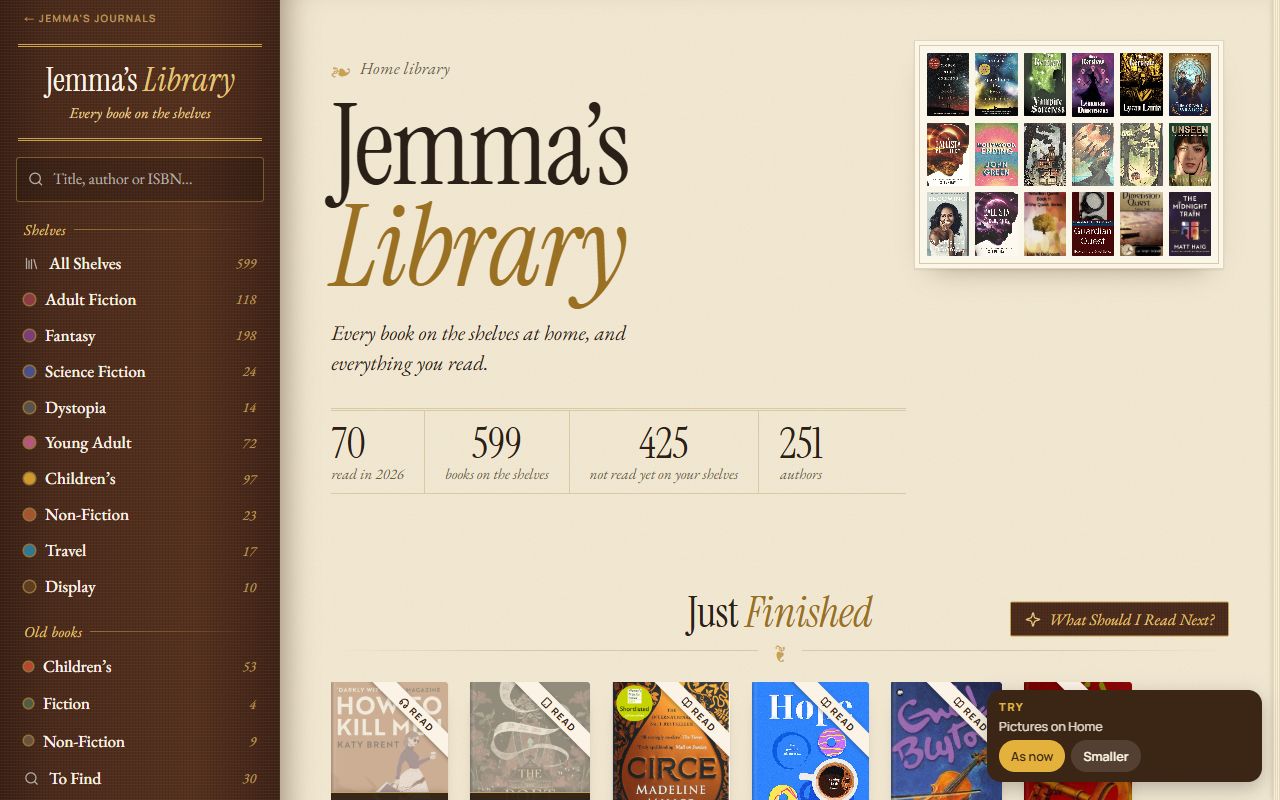 ← JEMMA'S JOURNALS
Jemma's Library
Every book on the shelves
Title, author or ISBN...
Shelves
All Shelves 599
Adult Fiction 118
Fantasy 198
Science Fiction 24
Dystopia 14
Young Adult 72
Children's 97
Non-Fiction 23
Travel 17
Display 10
Old books
Children's 53
Fiction 4
Non-Fiction 9
To Find 30
Home library
Jemma's
Library
Every book on the shelves at home, and
everything you read.
70
read in 2026
599
books on the shelves
425
not read yet on your shelves
251
authors
UNSEEN
JOHN
GREEN
BECOMING
Guardian
Quest
THE
MIDNIGHT
TRAIN
MATT HAIG
Just Finished
What Should I Read Next?
READ
KATY BRENT
READ
THE
Shortlisted
READ
CIRCE
MADELINE
Hope
READ
READ
TRY
Pictures on Home
As now
Smaller